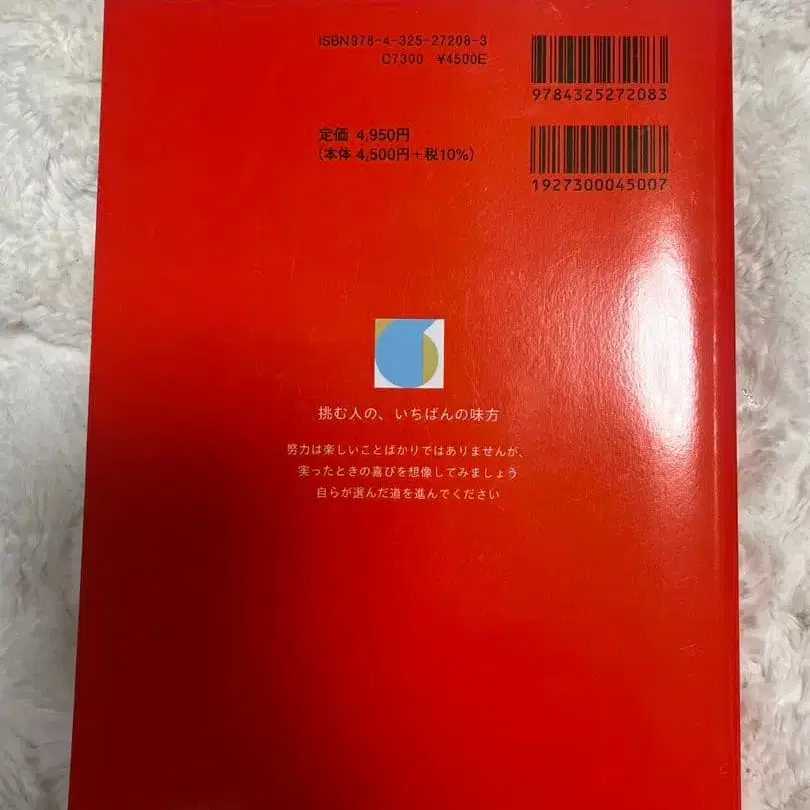 ISBN978-4-325-27208-3
C7300 ¥4500E
9784325272083
定価 4,950円
(本体 4,500円+税10%)
1927300045007
挑む人の、いちばんの味方
努力は楽しいことばかりではありませんが、
実ったときの喜びを想像してみましょう
自らが選んだ道を進んでください